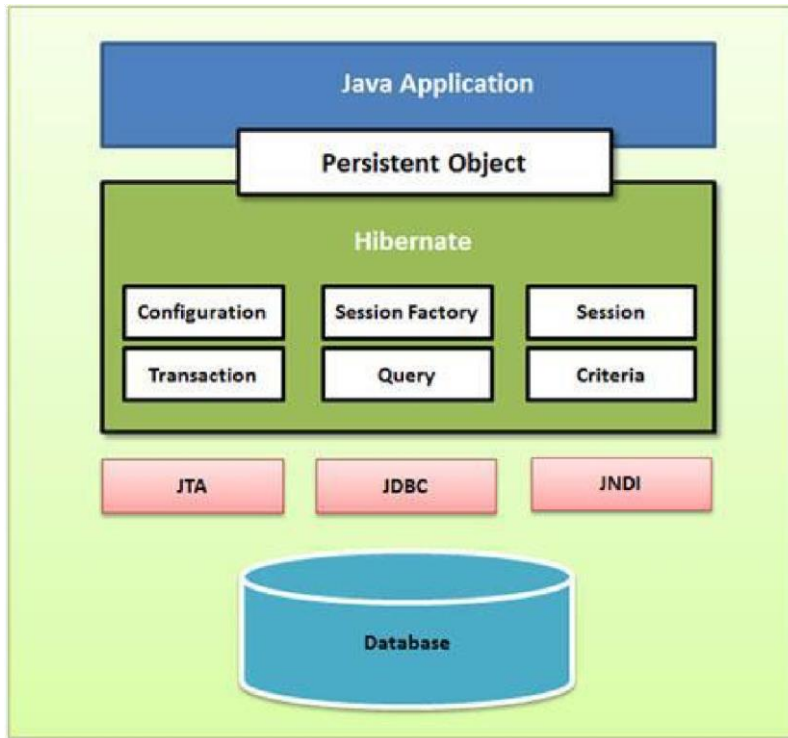 Java Application
Persistent Object
Hibernate
Configuration
Session Factory
Session
Transaction
Query
Criteria
JTA
JDBC
JNDI
Database